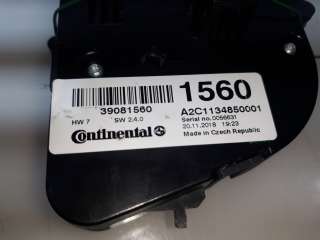 39081560
1560
HW 7
SW 2.4.0
A2C1134850001
Serial no.0056631
20.11.2018 19:23
Continental
Made in Czech Republic